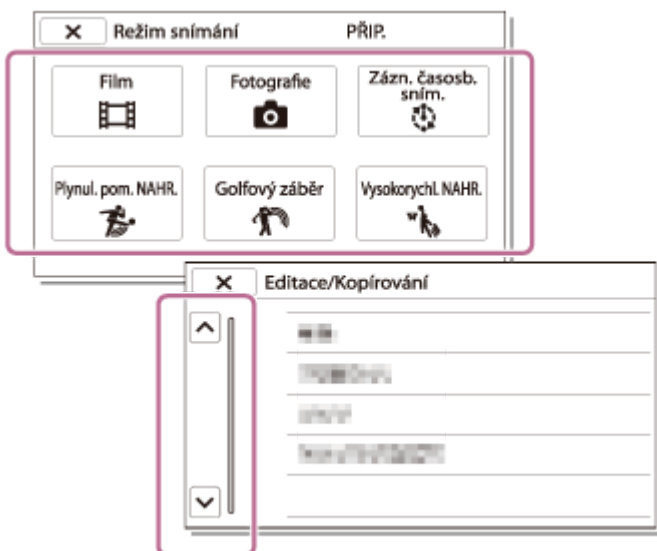 Režim snímání PŘIP.
Film
Fotografie
Zázn. časosb.
sním.
Plynul. pom. NAHR.
Golfový záběr
Vysokorychl. NAHR.
Editace/Kopírování